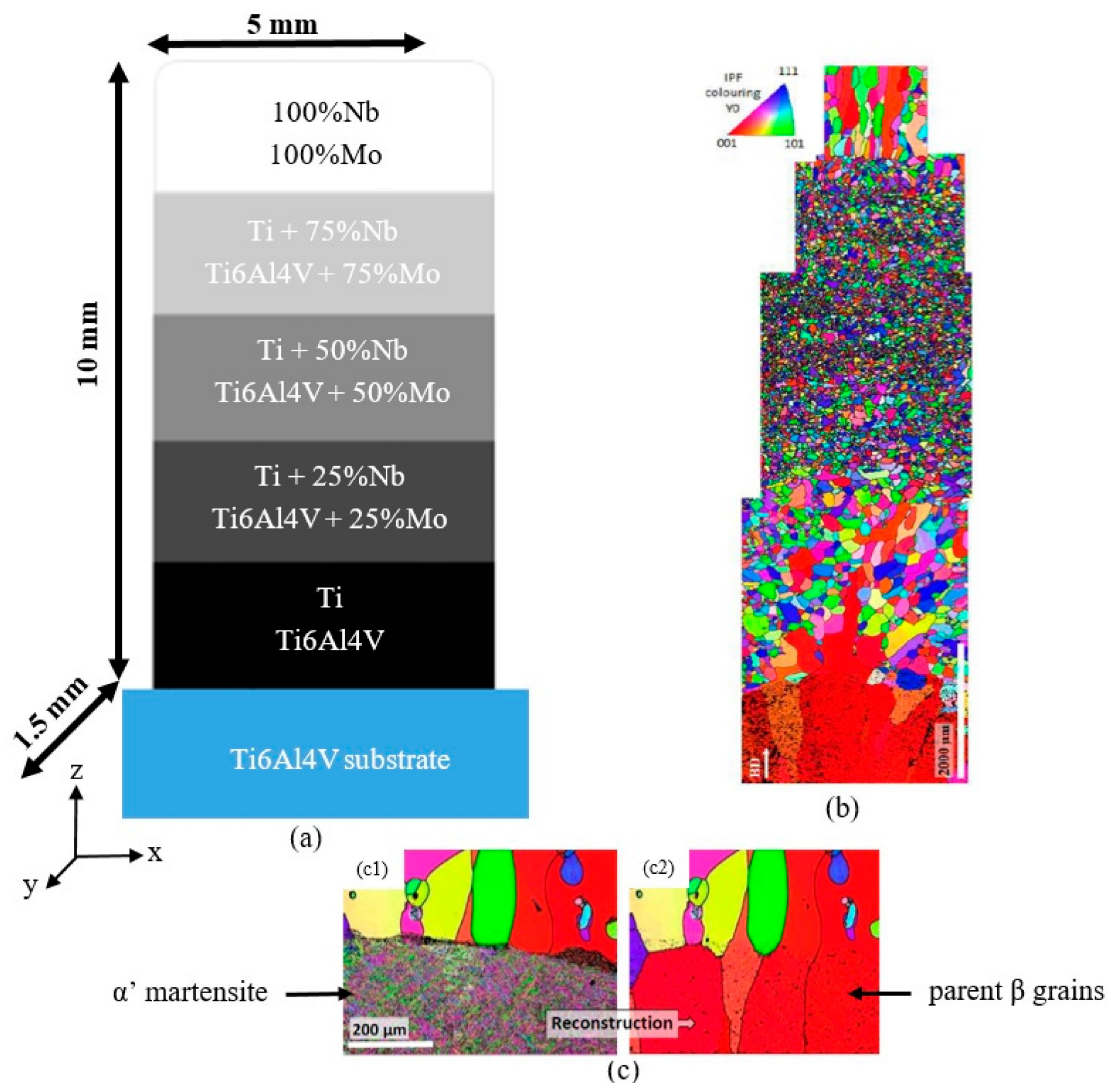 5 mm
10 mm
1.5 mm
100%Nb
100%Mo
Ti + 75%Nb
Ti6Al4V + 75%Mo
Ti + 50%Nb
Ti6Al4V + 50%Mo
Ti + 25%Nb
Ti6Al4V + 25%Mo
Ti
Ti6Al4V
Ti6Al4V substrate
z
x
y
(a)
IPF
colouring
Y0
111
001
101
BD
2000 µm
(b)
(c1)
(c2)
α’ martensite
200 µm
Reconstruction
parent β grains
(c)